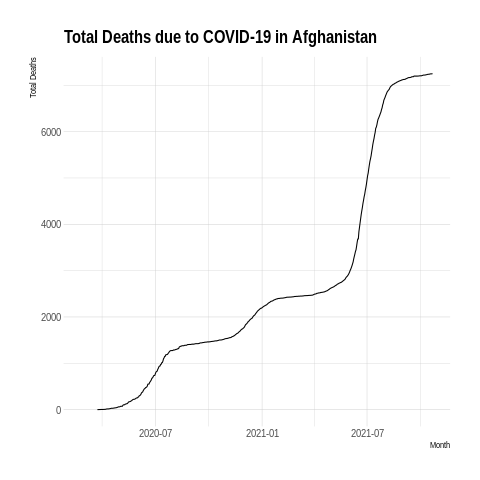 Total Deaths due to COVID-19 in Afghanistan
Total Deaths
6000
4000
2000
0
2020-07 2021-01 2021-07
Month